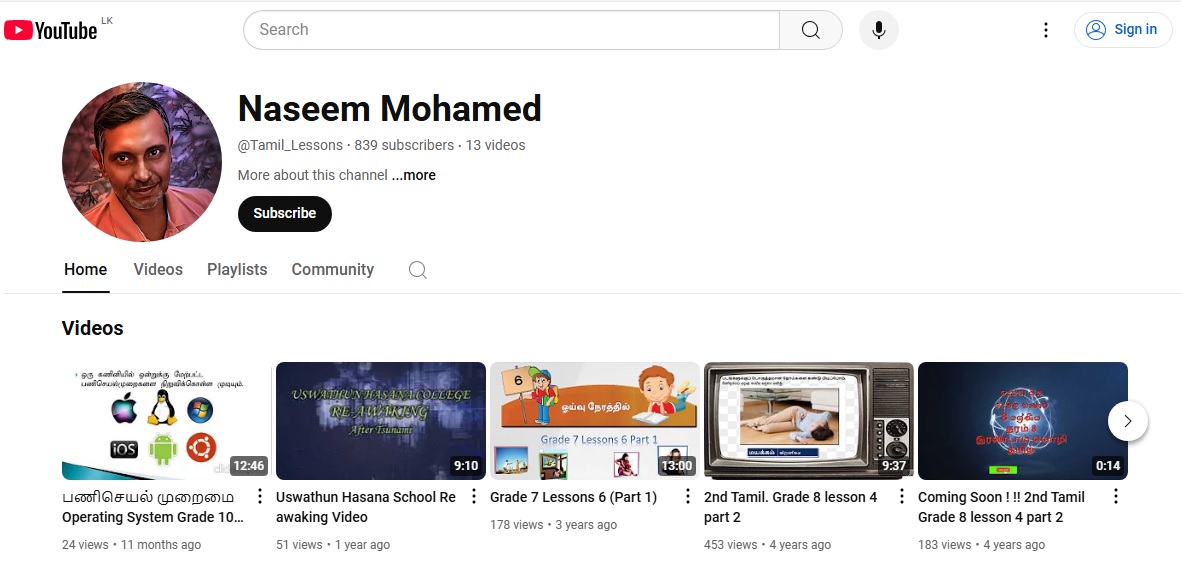 YouTube LK
Search
Sign in
Naseem Mohamed
@Tamil_Lessons · 839 subscribers · 13 videos
More about this channel ...more
Subscribe
Home Videos Playlists Community
Videos
ஒரு கணினியில் ஒன்றுக்கு மேற்பட்ட
பணிசெயல்முறைகளை நிறுவிக்கொள்ள முடியும்.
iOS
12:46
USWATHUN HASANA COLLEGE
RE-AWAKING
After Tsunami
9:10
6
ஓய்வு நேரத்தில்
Grade 7 Lessons 6 Part 1
13:00
மயக்கம்
9:37
தரம் 8
இரண்டாம் மொழி
தமிழ்
0:14
பணிசெயல் முறைமை
Operating System Grade 10…
24 views • 11 months ago
Uswathun Hasana School Re
awaking Video
51 views • 1 year ago
Grade 7 Lessons 6 (Part 1)
178 views • 3 years ago
2nd Tamil. Grade 8 lesson 4
part 2
453 views • 4 years ago
Coming Soon ! !! 2nd Tamil
Grade 8 lesson 4 part 2
183 views • 4 years ago